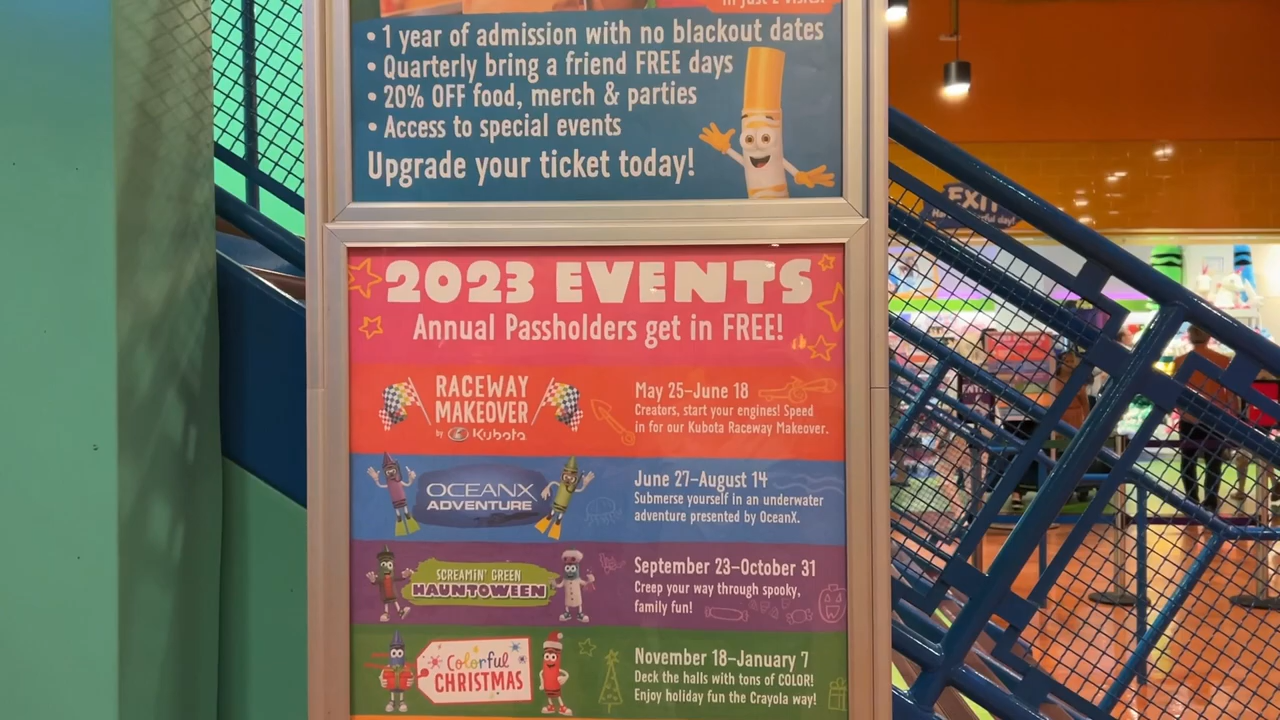 in just 2 visits!
• 1 year of admission with no blackout dates
• Quarterly bring a friend FREE days
• 20% OFF food, merch & parties
• Access to special events
Upgrade your ticket today!
EXIT
2023 EVENTS
Annual Passholders get in FREE!
RACEWAY
MAKEOVER
by Kubota
May 25–June 18
Creators, start your engines! Speed
in for our Kubota Raceway Makeover.
OCEANX
ADVENTURE
June 27–August 14
Submerse yourself in an underwater
adventure presented by OceanX.
SCREAMIN' GREEN
HAUNTOWEEN
September 23–October 31
Creep your way through spooky,
family fun!
Colorful
CHRISTMAS
November 18–January 7
Deck the halls with tons of COLOR!
Enjoy holiday fun the Crayola way!